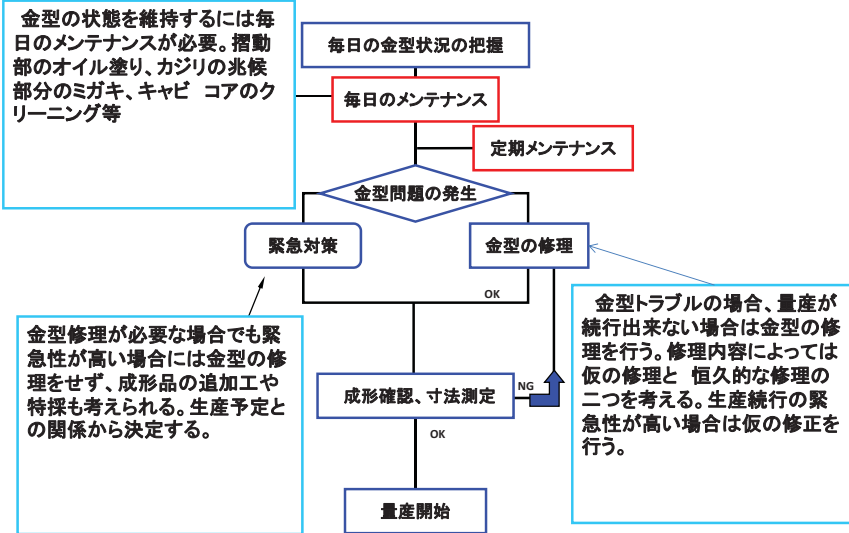 金型の状態を維持するには毎
日のメンテナンスが必要。摺動
部のオイル塗り、カジリの兆候
部分のミガキ、キャビ　コアのク
リーニング等
毎日の金型状況の把握
毎日のメンテナンス
定期メンテナンス
金型問題の発生
緊急対策
金型の修理
OK
金型修理が必要な場合でも緊
急性が高い場合には金型の修
理をせず、成形品の追加工や
特採も考えられる。生産予定と
の関係から決定する。
金型トラブルの場合、量産が
続行出来ない場合は金型の修
理を行う。修理内容によっては
仮の修理と　恒久的な修理の
二つを考える。生産続行の緊
急性が高い場合は仮の修正を
行う。
成形確認、寸法測定
NG
OK
量産開始